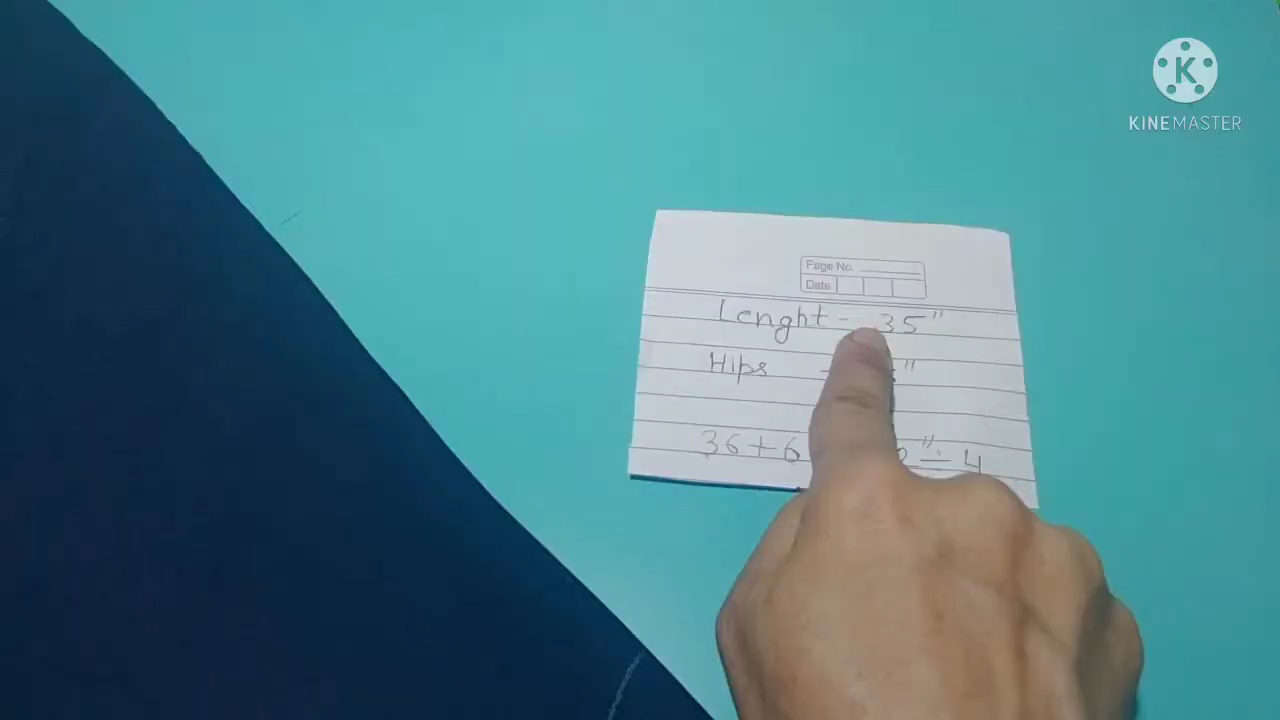 K
KINEMASTER
Page No.
Date
Lenght - 35"
Hips - "
36+6 " ÷ 4